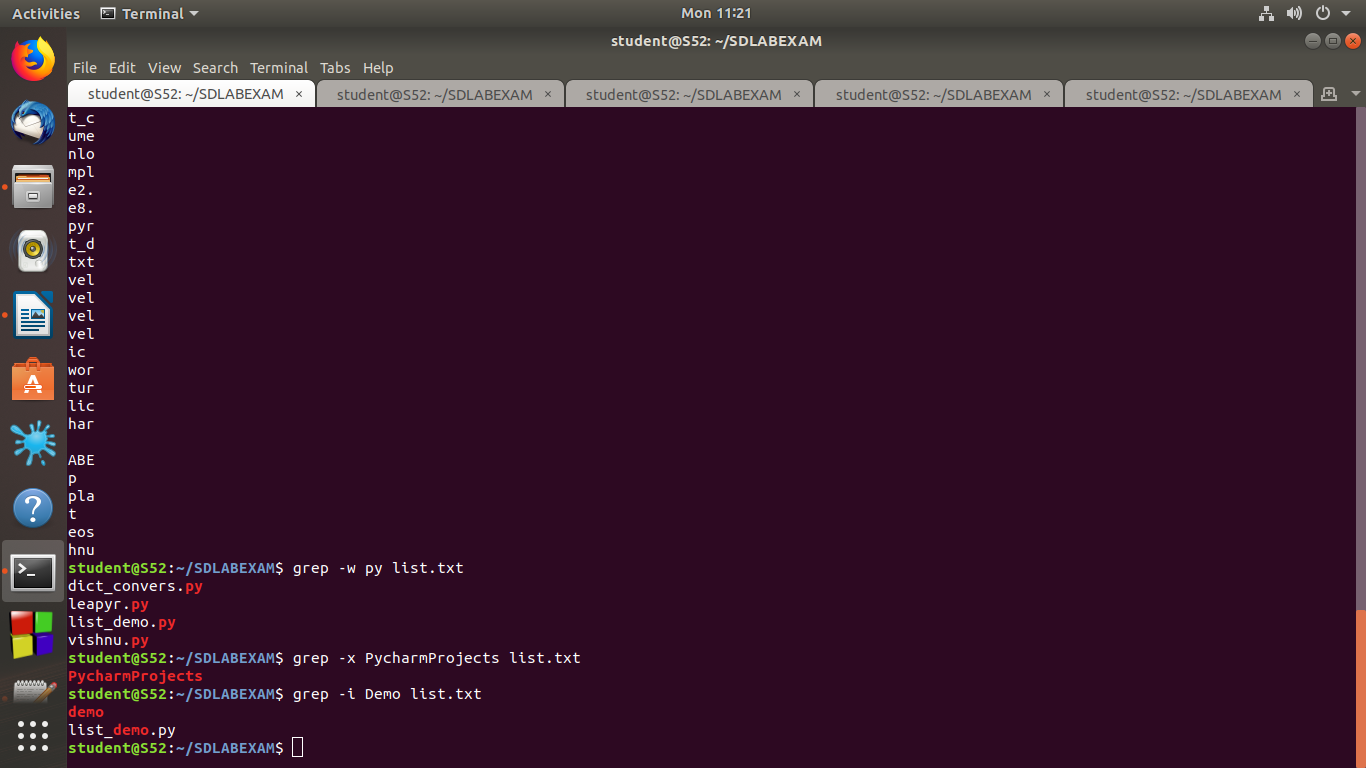 Activities Terminal Mon 11:21
student@S52: ~/SDLABEXAM
File Edit View Search Terminal Tabs Help
student@S52: ~/SDLABEXAM × student@S52: ~/SDLABEXAM × student@S52: ~/SDLABEXAM × student@S52: ~/SDLABEXAM × student@S52: ~/SDLABEXAM ×
t_c
ume
nlo
mpl
e2.
e8.
pyr
t_d
txt
vel
vel
vel
vel
ic
wor
tur
lic
har
ABE
p
pla
t
eos
hnu
student@S52:~/SDLABEXAM$ grep -w py list.txt
dict_convers.py
leapyr.py
list_demo.py
vishnu.py
student@S52:~/SDLABEXAM$ grep -x PycharmProjects list.txt
PycharmProjects
student@S52:~/SDLABEXAM$ grep -i Demo list.txt
demo
list_demo.py
student@S52:~/SDLABEXAM$